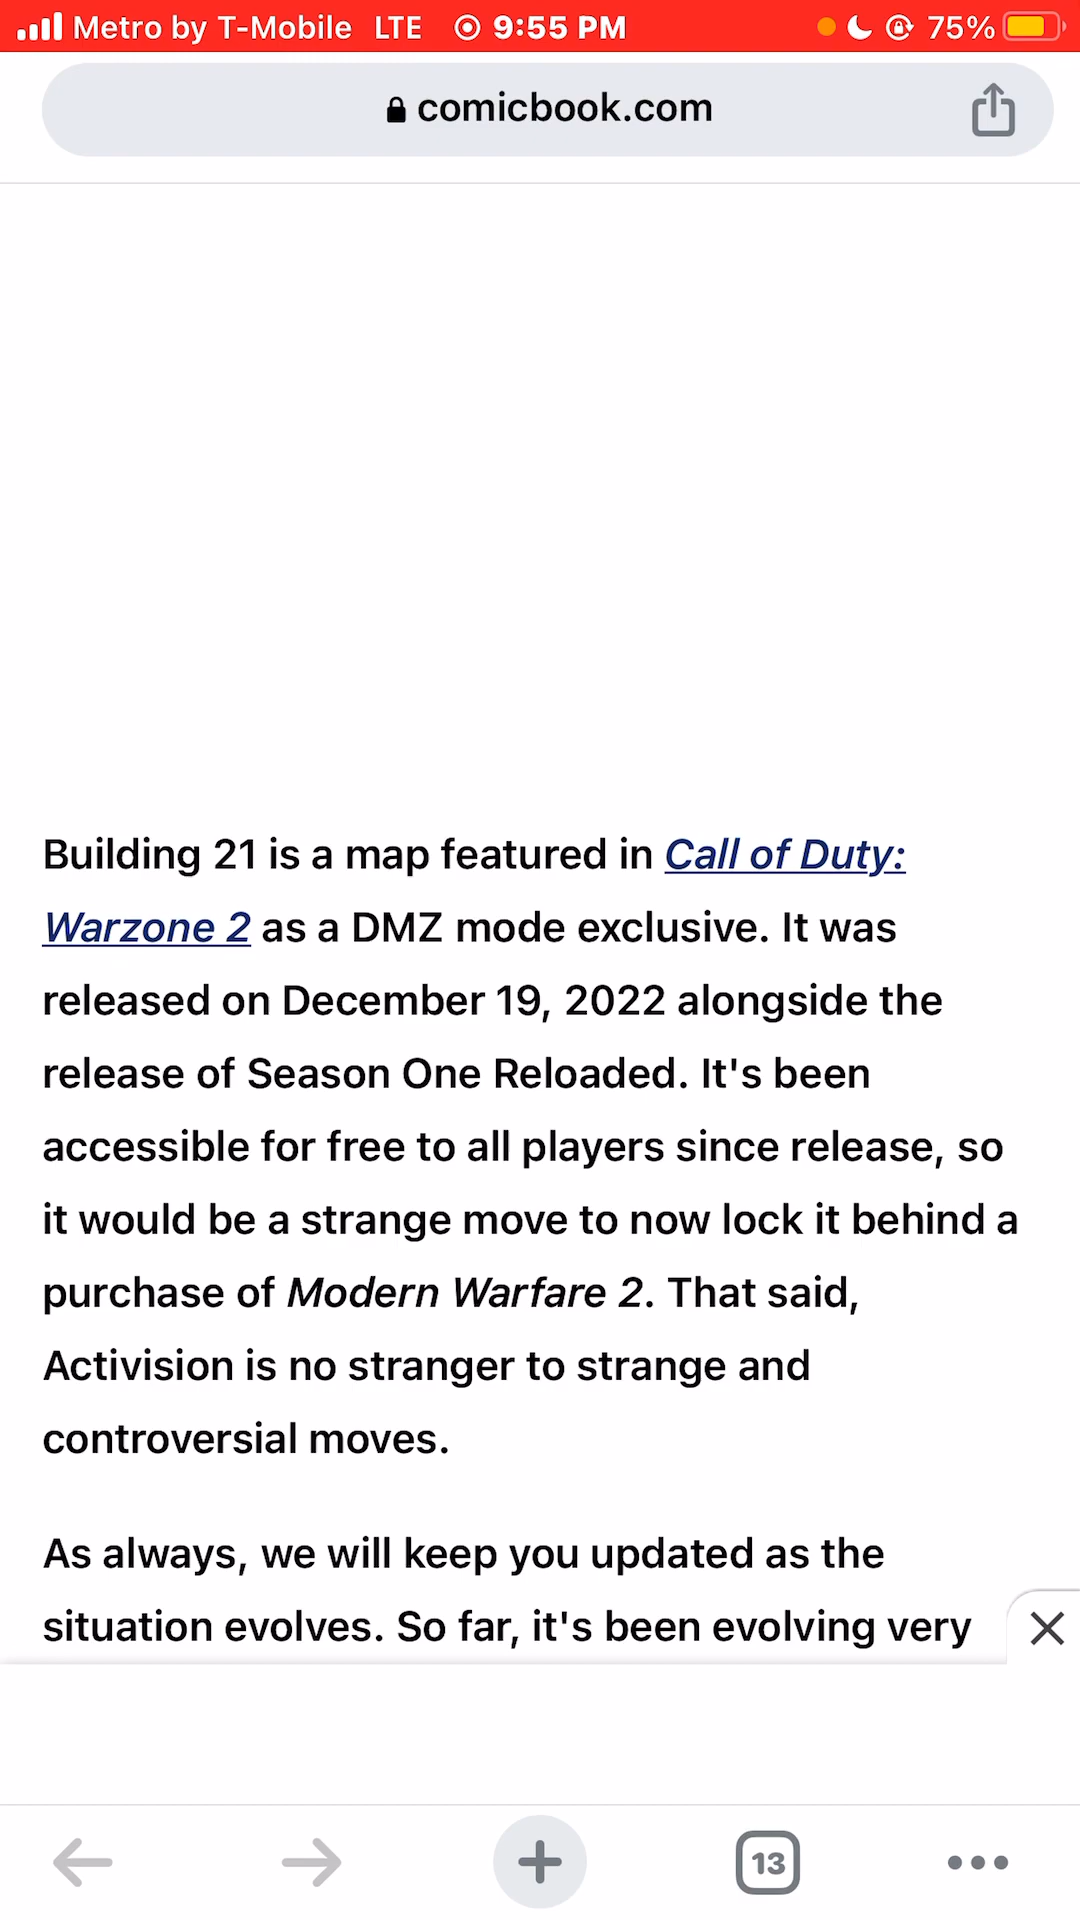 Metro by T-Mobile LTE 9:55 PM 75%
comicbook.com
Building 21 is a map featured in Call of Duty:
Warzone 2 as a DMZ mode exclusive. It was
released on December 19, 2022 alongside the
release of Season One Reloaded. It's been
accessible for free to all players since release, so
it would be a strange move to now lock it behind a
purchase of Modern Warfare 2. That said,
Activision is no stranger to strange and
controversial moves.
As always, we will keep you updated as the
situation evolves. So far, it's been evolving very
13